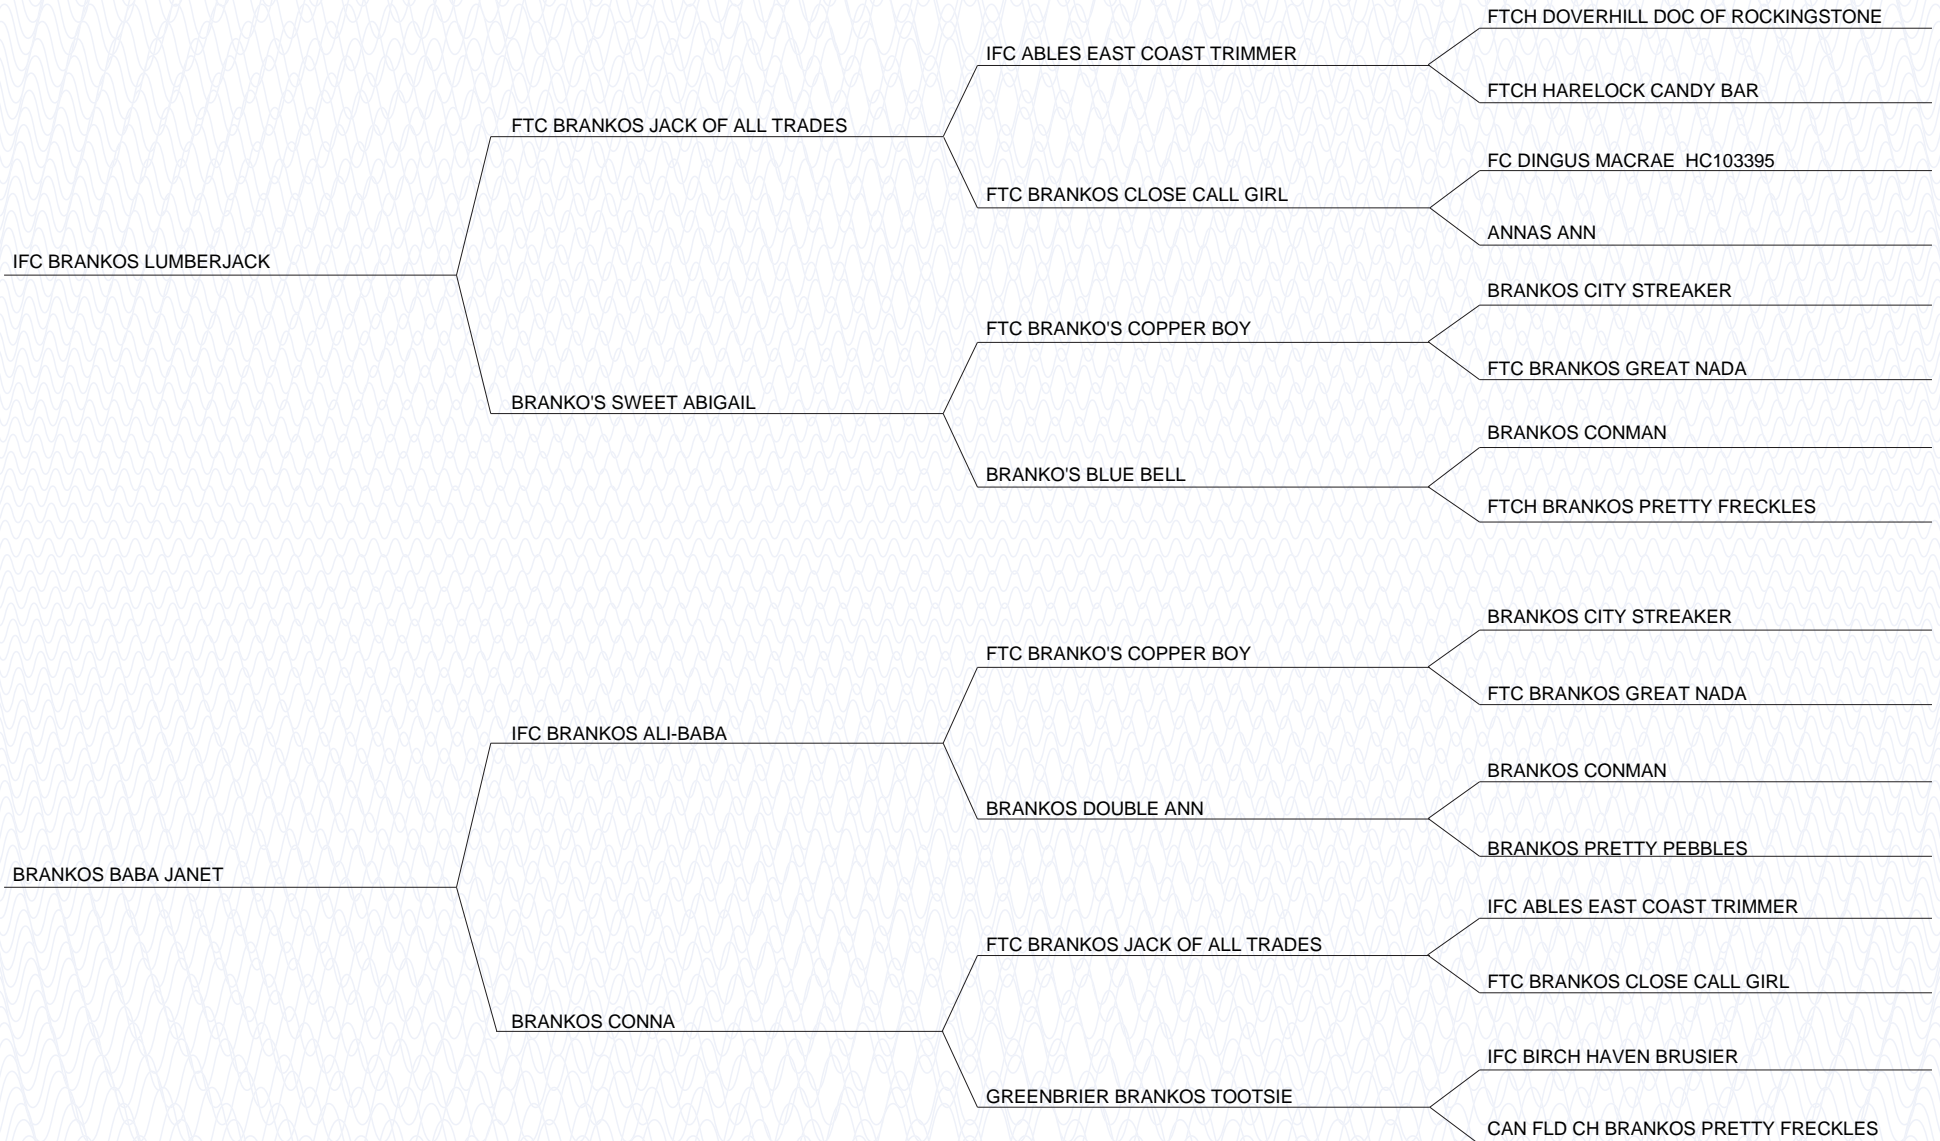 FTCH DOVERHILL DOC OF ROCKINGSTONE
IFC ABLES EAST COAST TRIMMER
FTCH HARELOCK CANDY BAR
FTC BRANKOS JACK OF ALL TRADES
FC DINGUS MACRAE  HC103395
FTC BRANKOS CLOSE CALL GIRL
ANNAS ANN
IFC BRANKOS LUMBERJACK
BRANKOS CITY STREAKER
FTC BRANKO'S COPPER BOY
FTC BRANKOS GREAT NADA
BRANKO'S SWEET ABIGAIL
BRANKOS CONMAN
BRANKO'S BLUE BELL
FTCH BRANKOS PRETTY FRECKLES
BRANKOS CITY STREAKER
FTC BRANKO'S COPPER BOY
FTC BRANKOS GREAT NADA
IFC BRANKOS ALI-BABA
BRANKOS CONMAN
BRANKOS DOUBLE ANN
BRANKOS PRETTY PEBBLES
BRANKOS BABA JANET
IFC ABLES EAST COAST TRIMMER
FTC BRANKOS JACK OF ALL TRADES
FTC BRANKOS CLOSE CALL GIRL
BRANKOS CONNA
IFC BIRCH HAVEN BRUSIER
GREENBRIER BRANKOS TOOTSIE
CAN FLD CH BRANKOS PRETTY FRECKLES